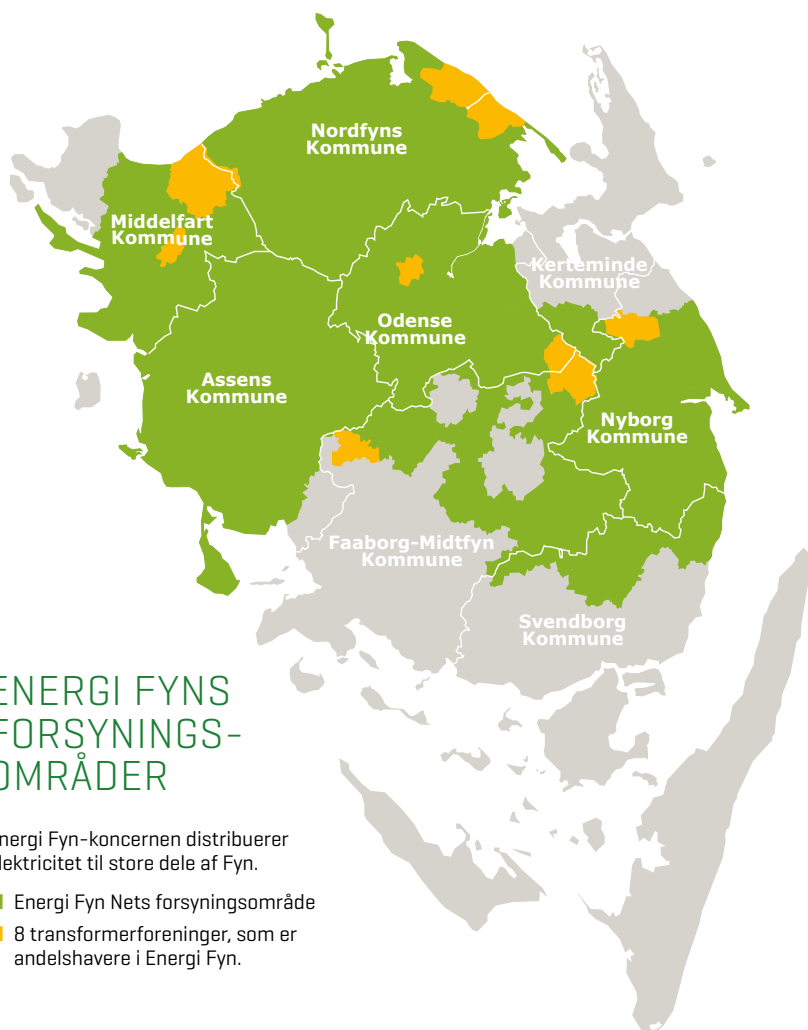 Nordfyns
Kommune
Middelfart
Kommune
Kerteminde
Kommune
Odense
Kommune
Assens
Kommune
Nyborg
Kommune
Faaborg-Midtfyn
Kommune
Svendborg
Kommune
ENERGI FYNS
FORSYNINGS-
OMRÅDER
nergi Fyn-koncernen distribuerer
lektricitet til store dele af Fyn.
Energi Fyn Nets forsyningsområde
8 transformerforeninger, som er
andelshavere i Energi Fyn.